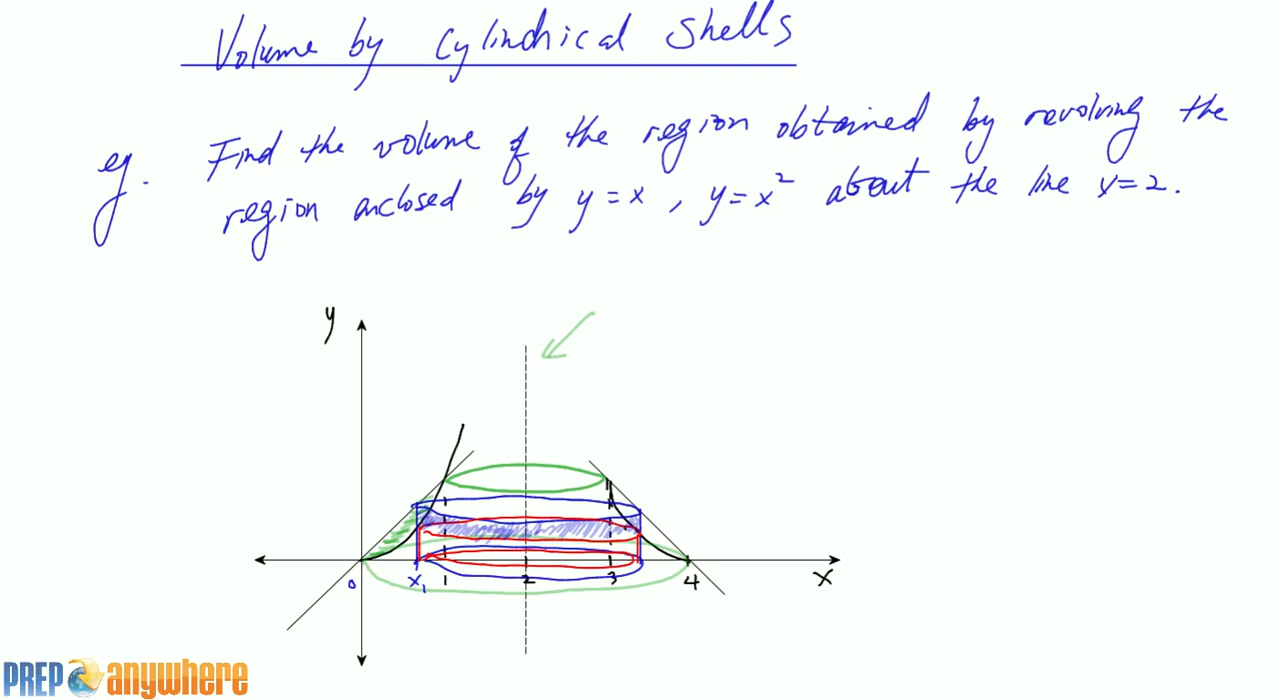 Volume by Cylindrical Shells
eg. Find the volume of the region obtained by revolving the
region enclosed by y = x , y = x² about the line x = 2.
y
0 x₁ 1 2 3 4 x
PREP anywhere